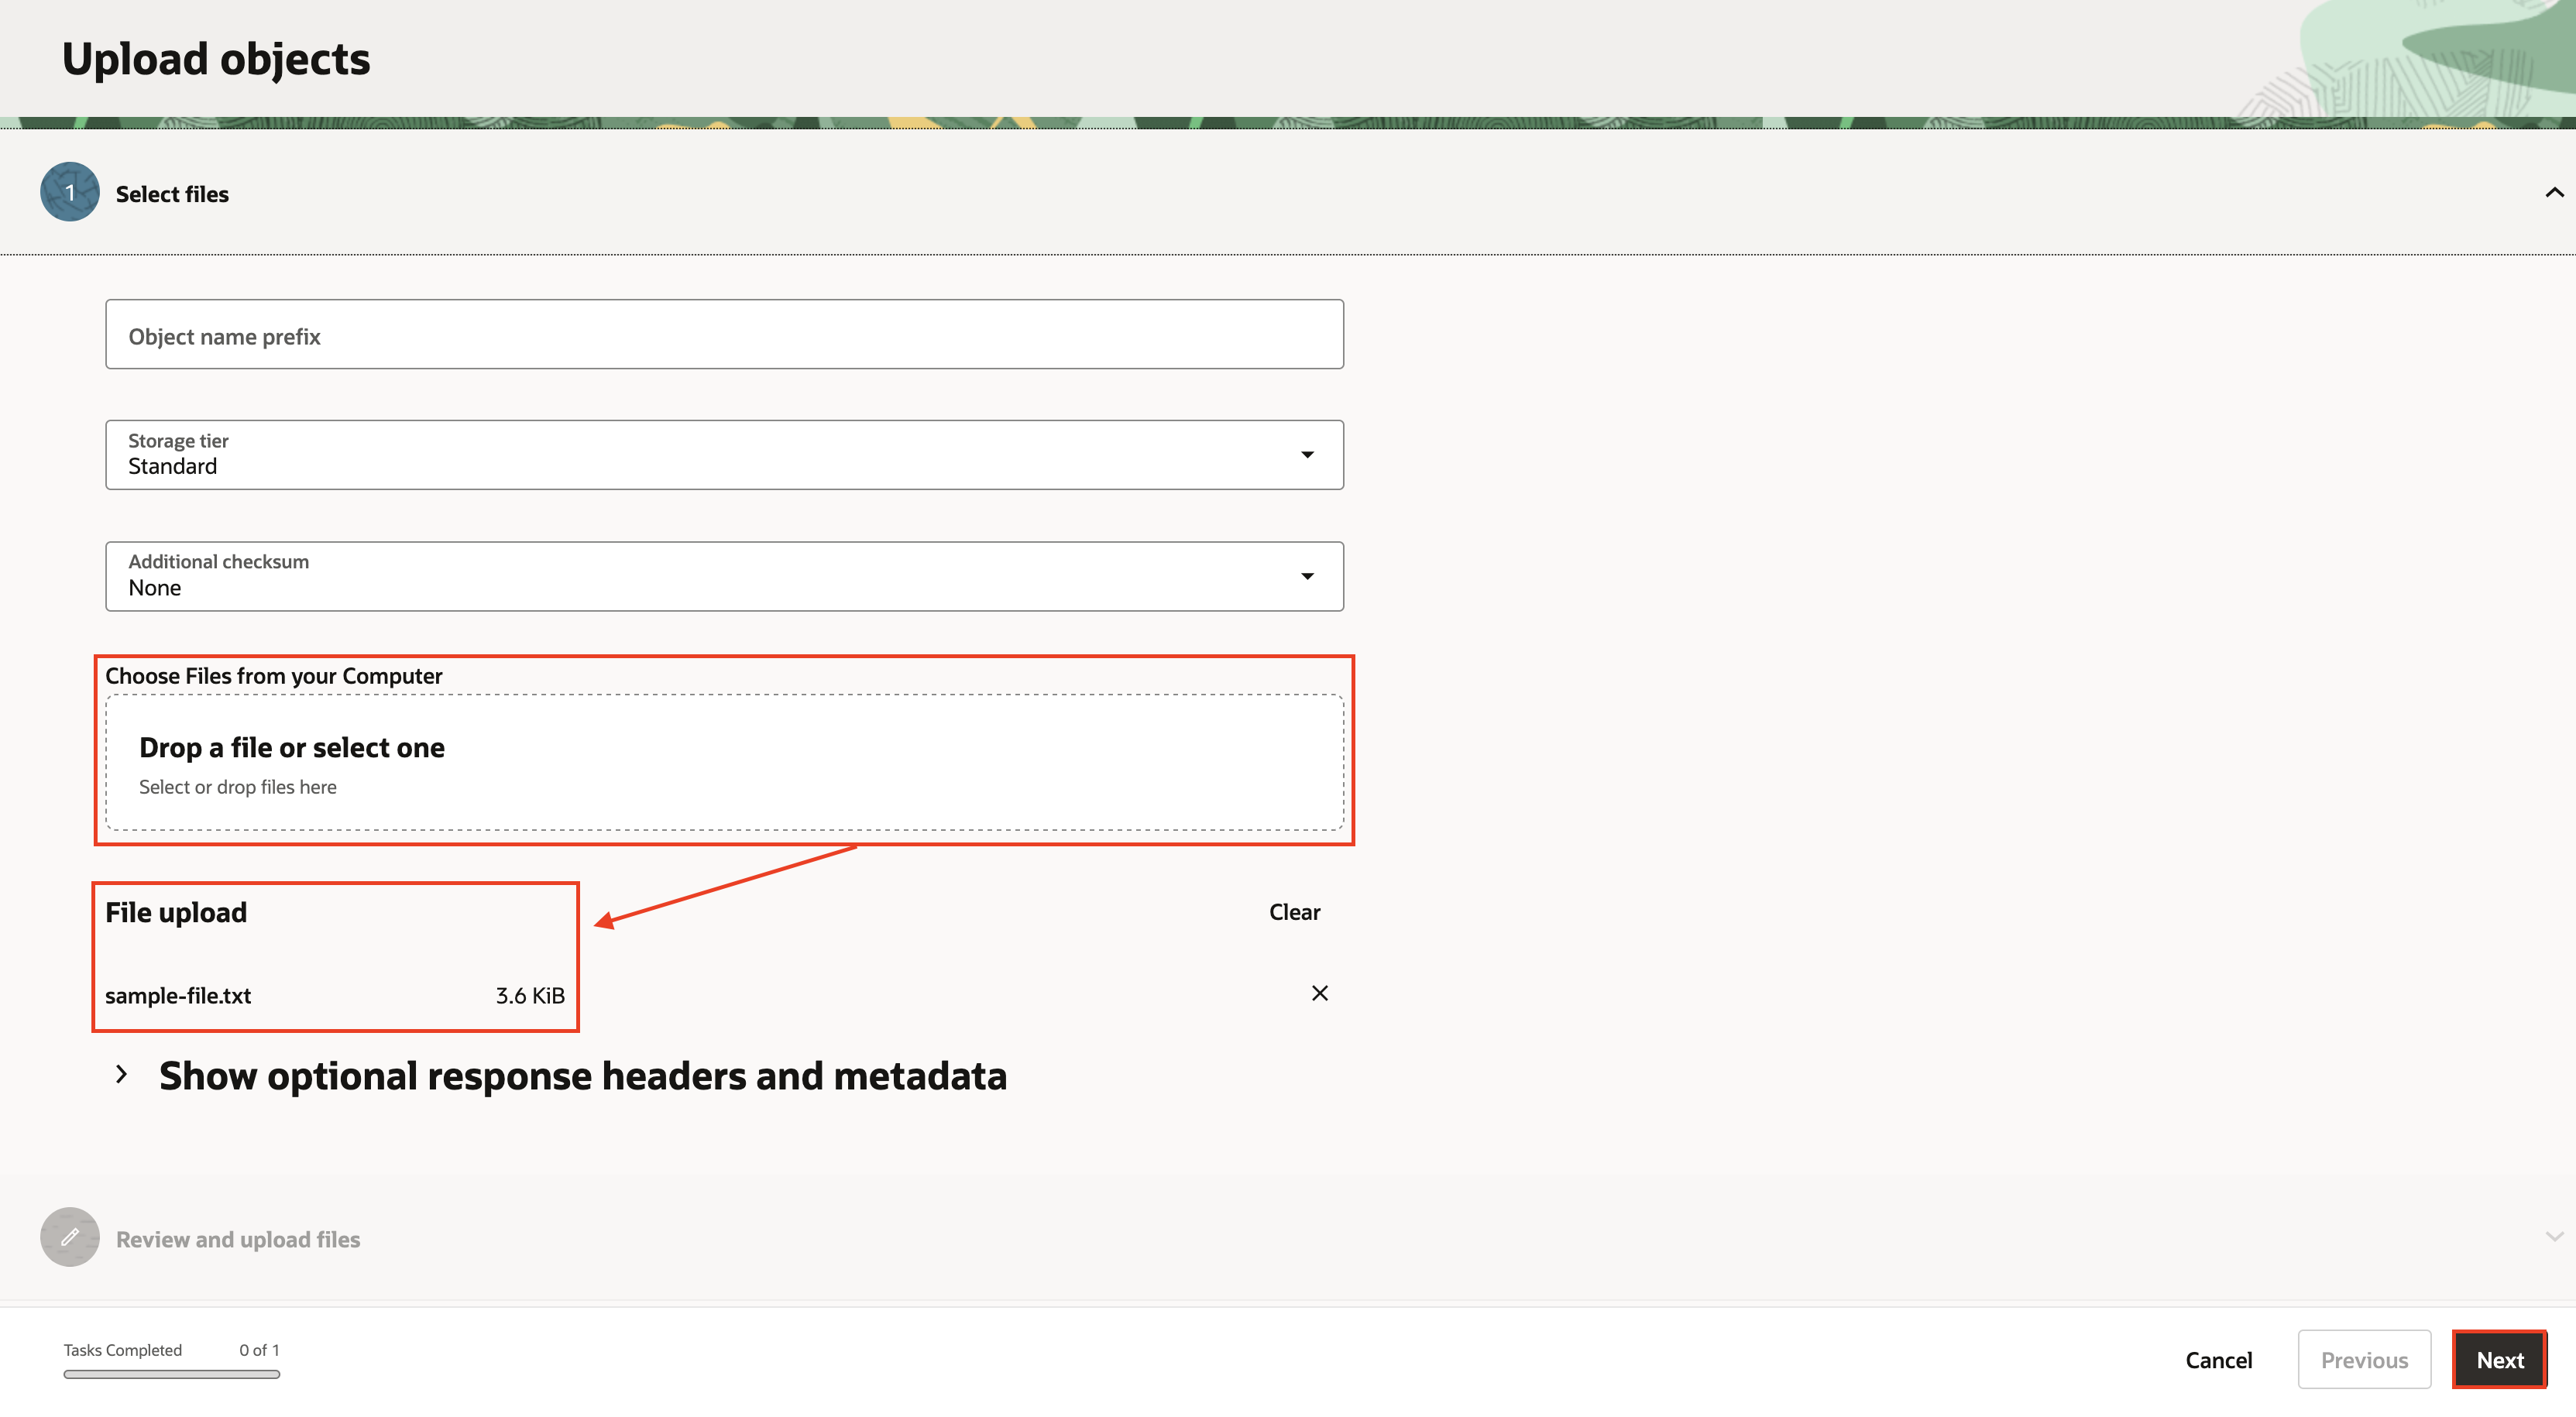 Upload objects
1
Select files
Object name prefix
Storage tier
Standard
Additional checksum
None
Choose Files from your Computer
Drop a file or select one
Select or drop files here
File upload
Clear
sample-file.txt 3.6 KiB
Show optional response headers and metadata
Review and upload files
Tasks Completed 0 of 1
Cancel
Previous
Next